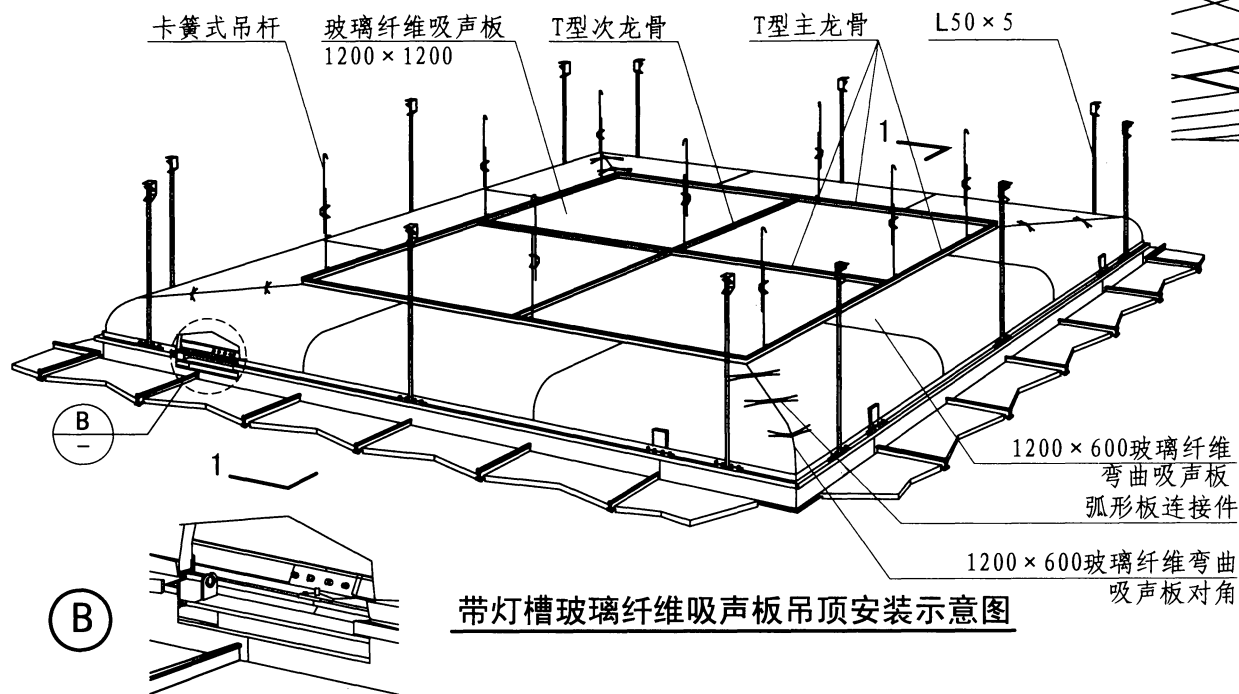 卡簧式吊杆
玻璃纤维吸声板
1200×1200
T型次龙骨
T型主龙骨
L50×5
1
B
–
1
1200×600玻璃纤维
弯曲吸声板
弧形板连接件
1200×600玻璃纤维弯曲
吸声板对角
B
带灯槽玻璃纤维吸声板吊顶安装示意图